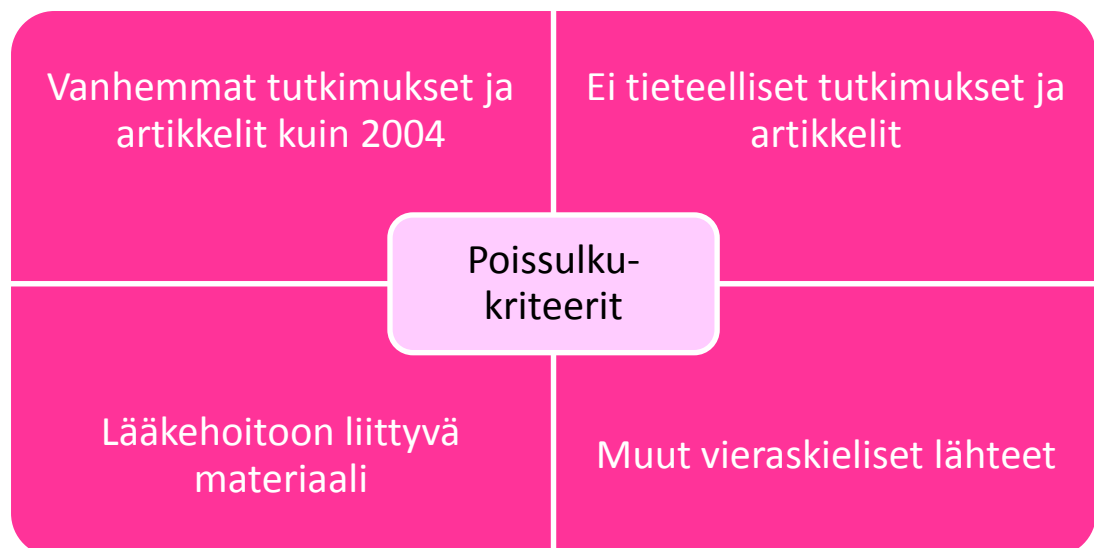 Vanhemmat tutkimukset ja
artikkelit kuin 2004
Ei tieteelliset tutkimukset ja
artikkelit
Poissulku-
kriteerit
Lääkehoitoon liittyvä
materiaali
Muut vieraskieliset lähteet